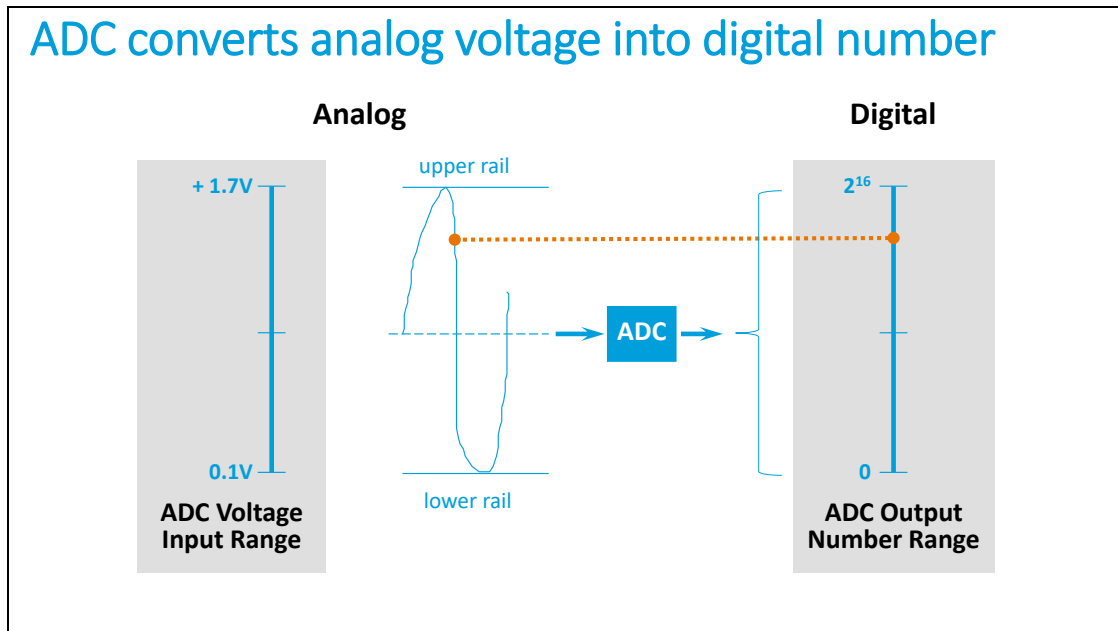 ADC converts analog voltage into digital number
Analog
Digital
upper rail
+ 1.7V
2¹⁶
ADC
0.1V
0
lower rail
ADC Voltage
Input Range
ADC Output
Number Range